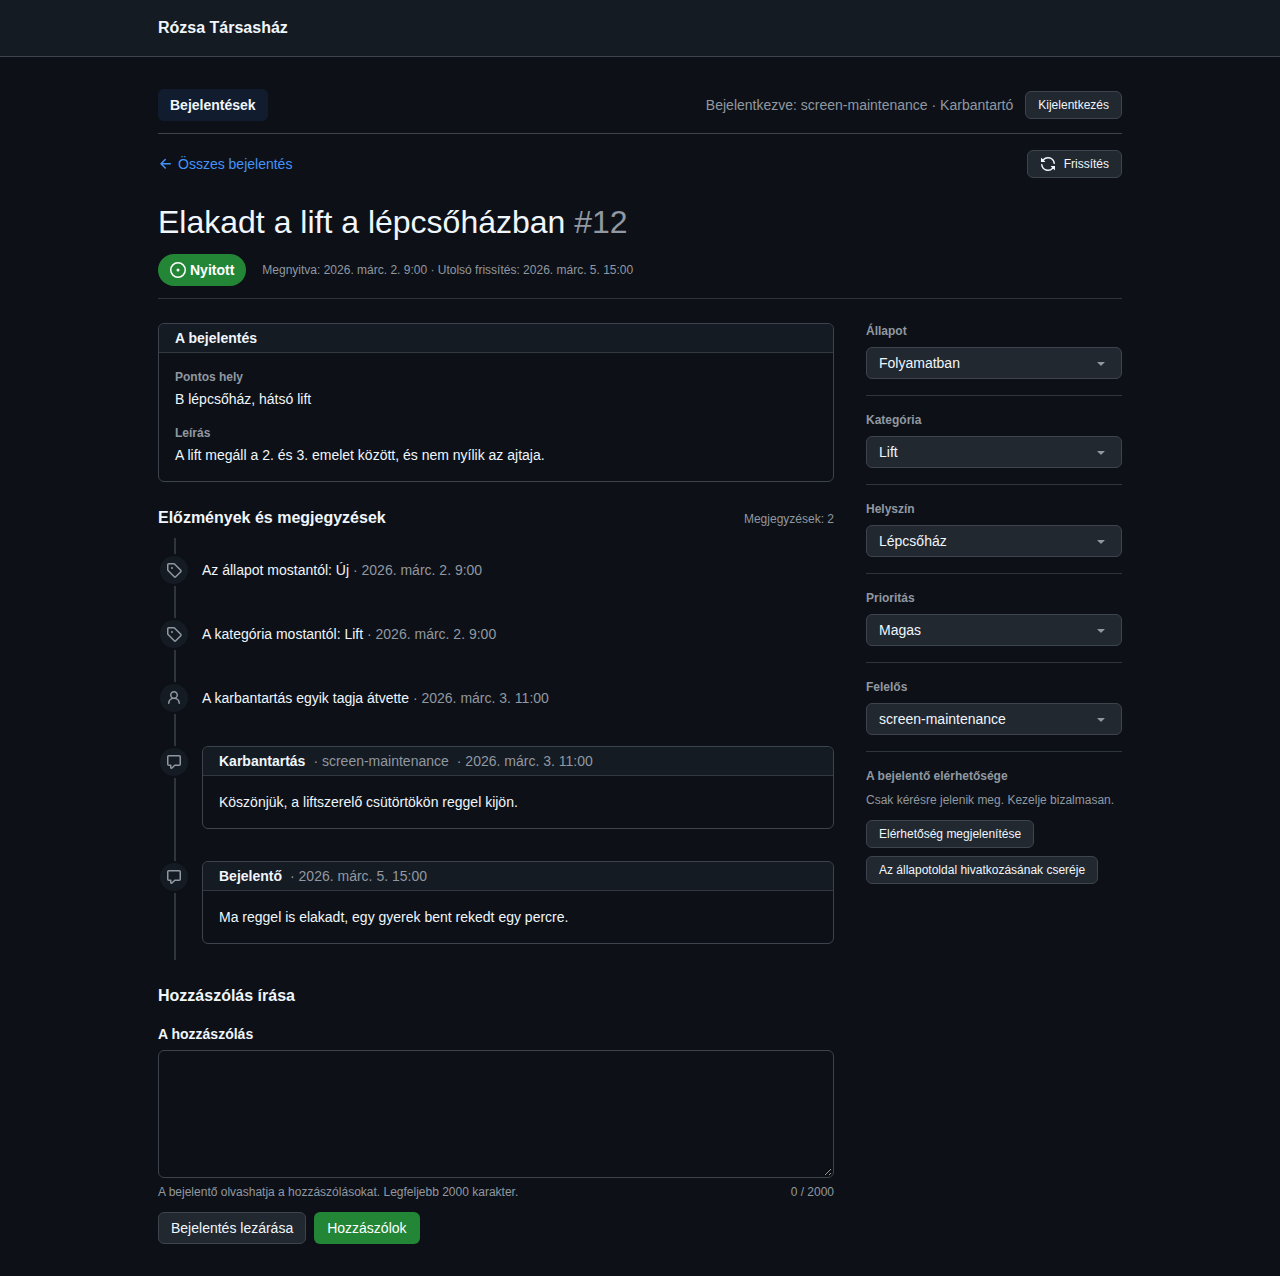 Rózsa Társasház
Bejelentések
Bejelentkezve: screen-maintenance · Karbantartó
Kijelentkezés
Összes bejelentés
Frissítés
Elakadt a lift a lépcsőházban #12
Nyitott
Megnyitva: 2026. márc. 2. 9:00 · Utolsó frissítés: 2026. márc. 5. 15:00
A bejelentés
Pontos hely
B lépcsőház, hátsó lift
Leírás
A lift megáll a 2. és 3. emelet között, és nem nyílik az ajtaja.
Előzmények és megjegyzések
Megjegyzések: 2
Az állapot mostantól: Új · 2026. márc. 2. 9:00
A kategória mostantól: Lift · 2026. márc. 2. 9:00
A karbantartás egyik tagja átvette · 2026. márc. 3. 11:00
Karbantartás · screen-maintenance · 2026. márc. 3. 11:00
Köszönjük, a liftszerelő csütörtökön reggel kijön.
Bejelentő · 2026. márc. 5. 15:00
Ma reggel is elakadt, egy gyerek bent rekedt egy percre.
Hozzászólás írása
A hozzászólás
A bejelentő olvashatja a hozzászólásokat. Legfeljebb 2000 karakter.
0 / 2000
Bejelentés lezárása
Hozzászólok
Állapot
Folyamatban
Kategória
Lift
Helyszín
Lépcsőház
Prioritás
Magas
Felelős
screen-maintenance
A bejelentő elérhetősége
Csak kérésre jelenik meg. Kezelje bizalmasan.
Elérhetőség megjelenítése
Az állapotoldal hivatkozásának cseréje